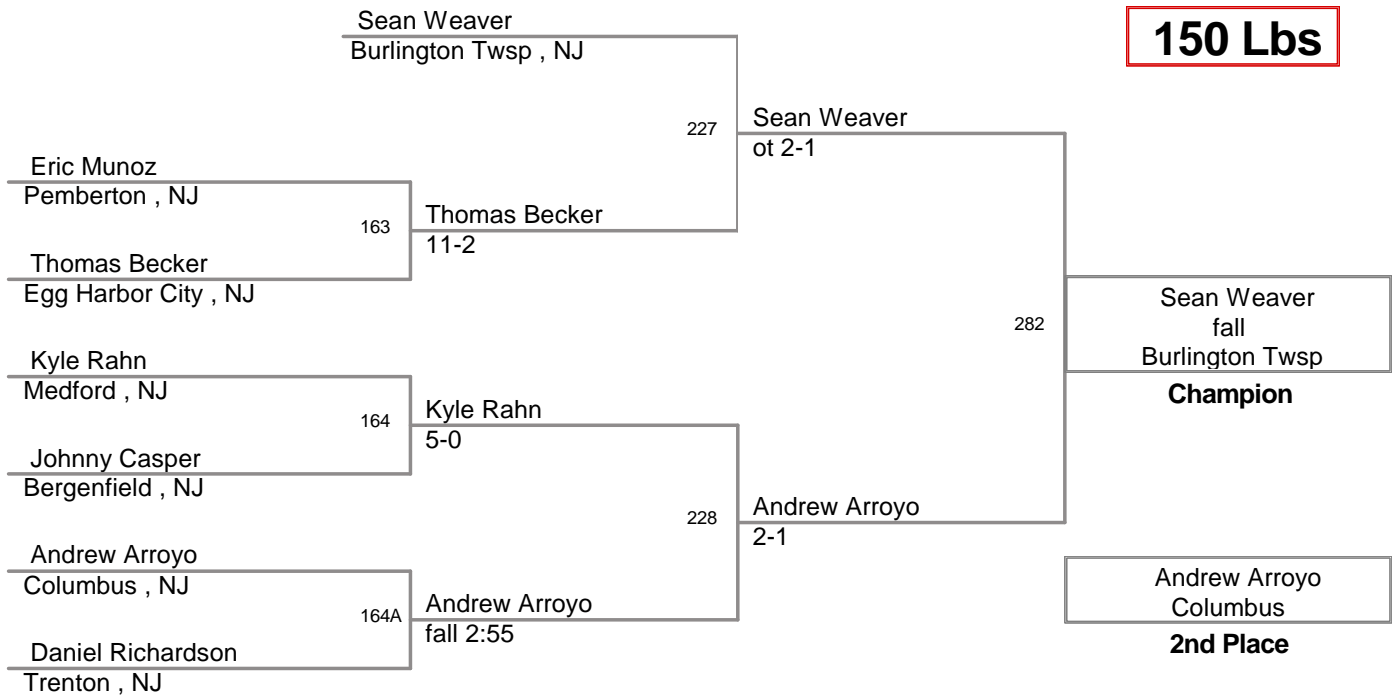 Sean Weaver
Burlington Twsp , NJ
150 Lbs
227
Sean Weaver
ot 2-1
Eric Munoz
Pemberton , NJ
163
Thomas Becker
11-2
Thomas Becker
Egg Harbor City , NJ
282
Sean Weaver
fall
Burlington Twsp
Champion
Kyle Rahn
Medford , NJ
164
Kyle Rahn
5-0
Johnny Casper
Bergenfield , NJ
228
Andrew Arroyo
2-1
Andrew Arroyo
Columbus , NJ
164A
Andrew Arroyo
fall 2:55
Daniel Richardson
Trenton , NJ
Andrew Arroyo
Columbus
2nd Place